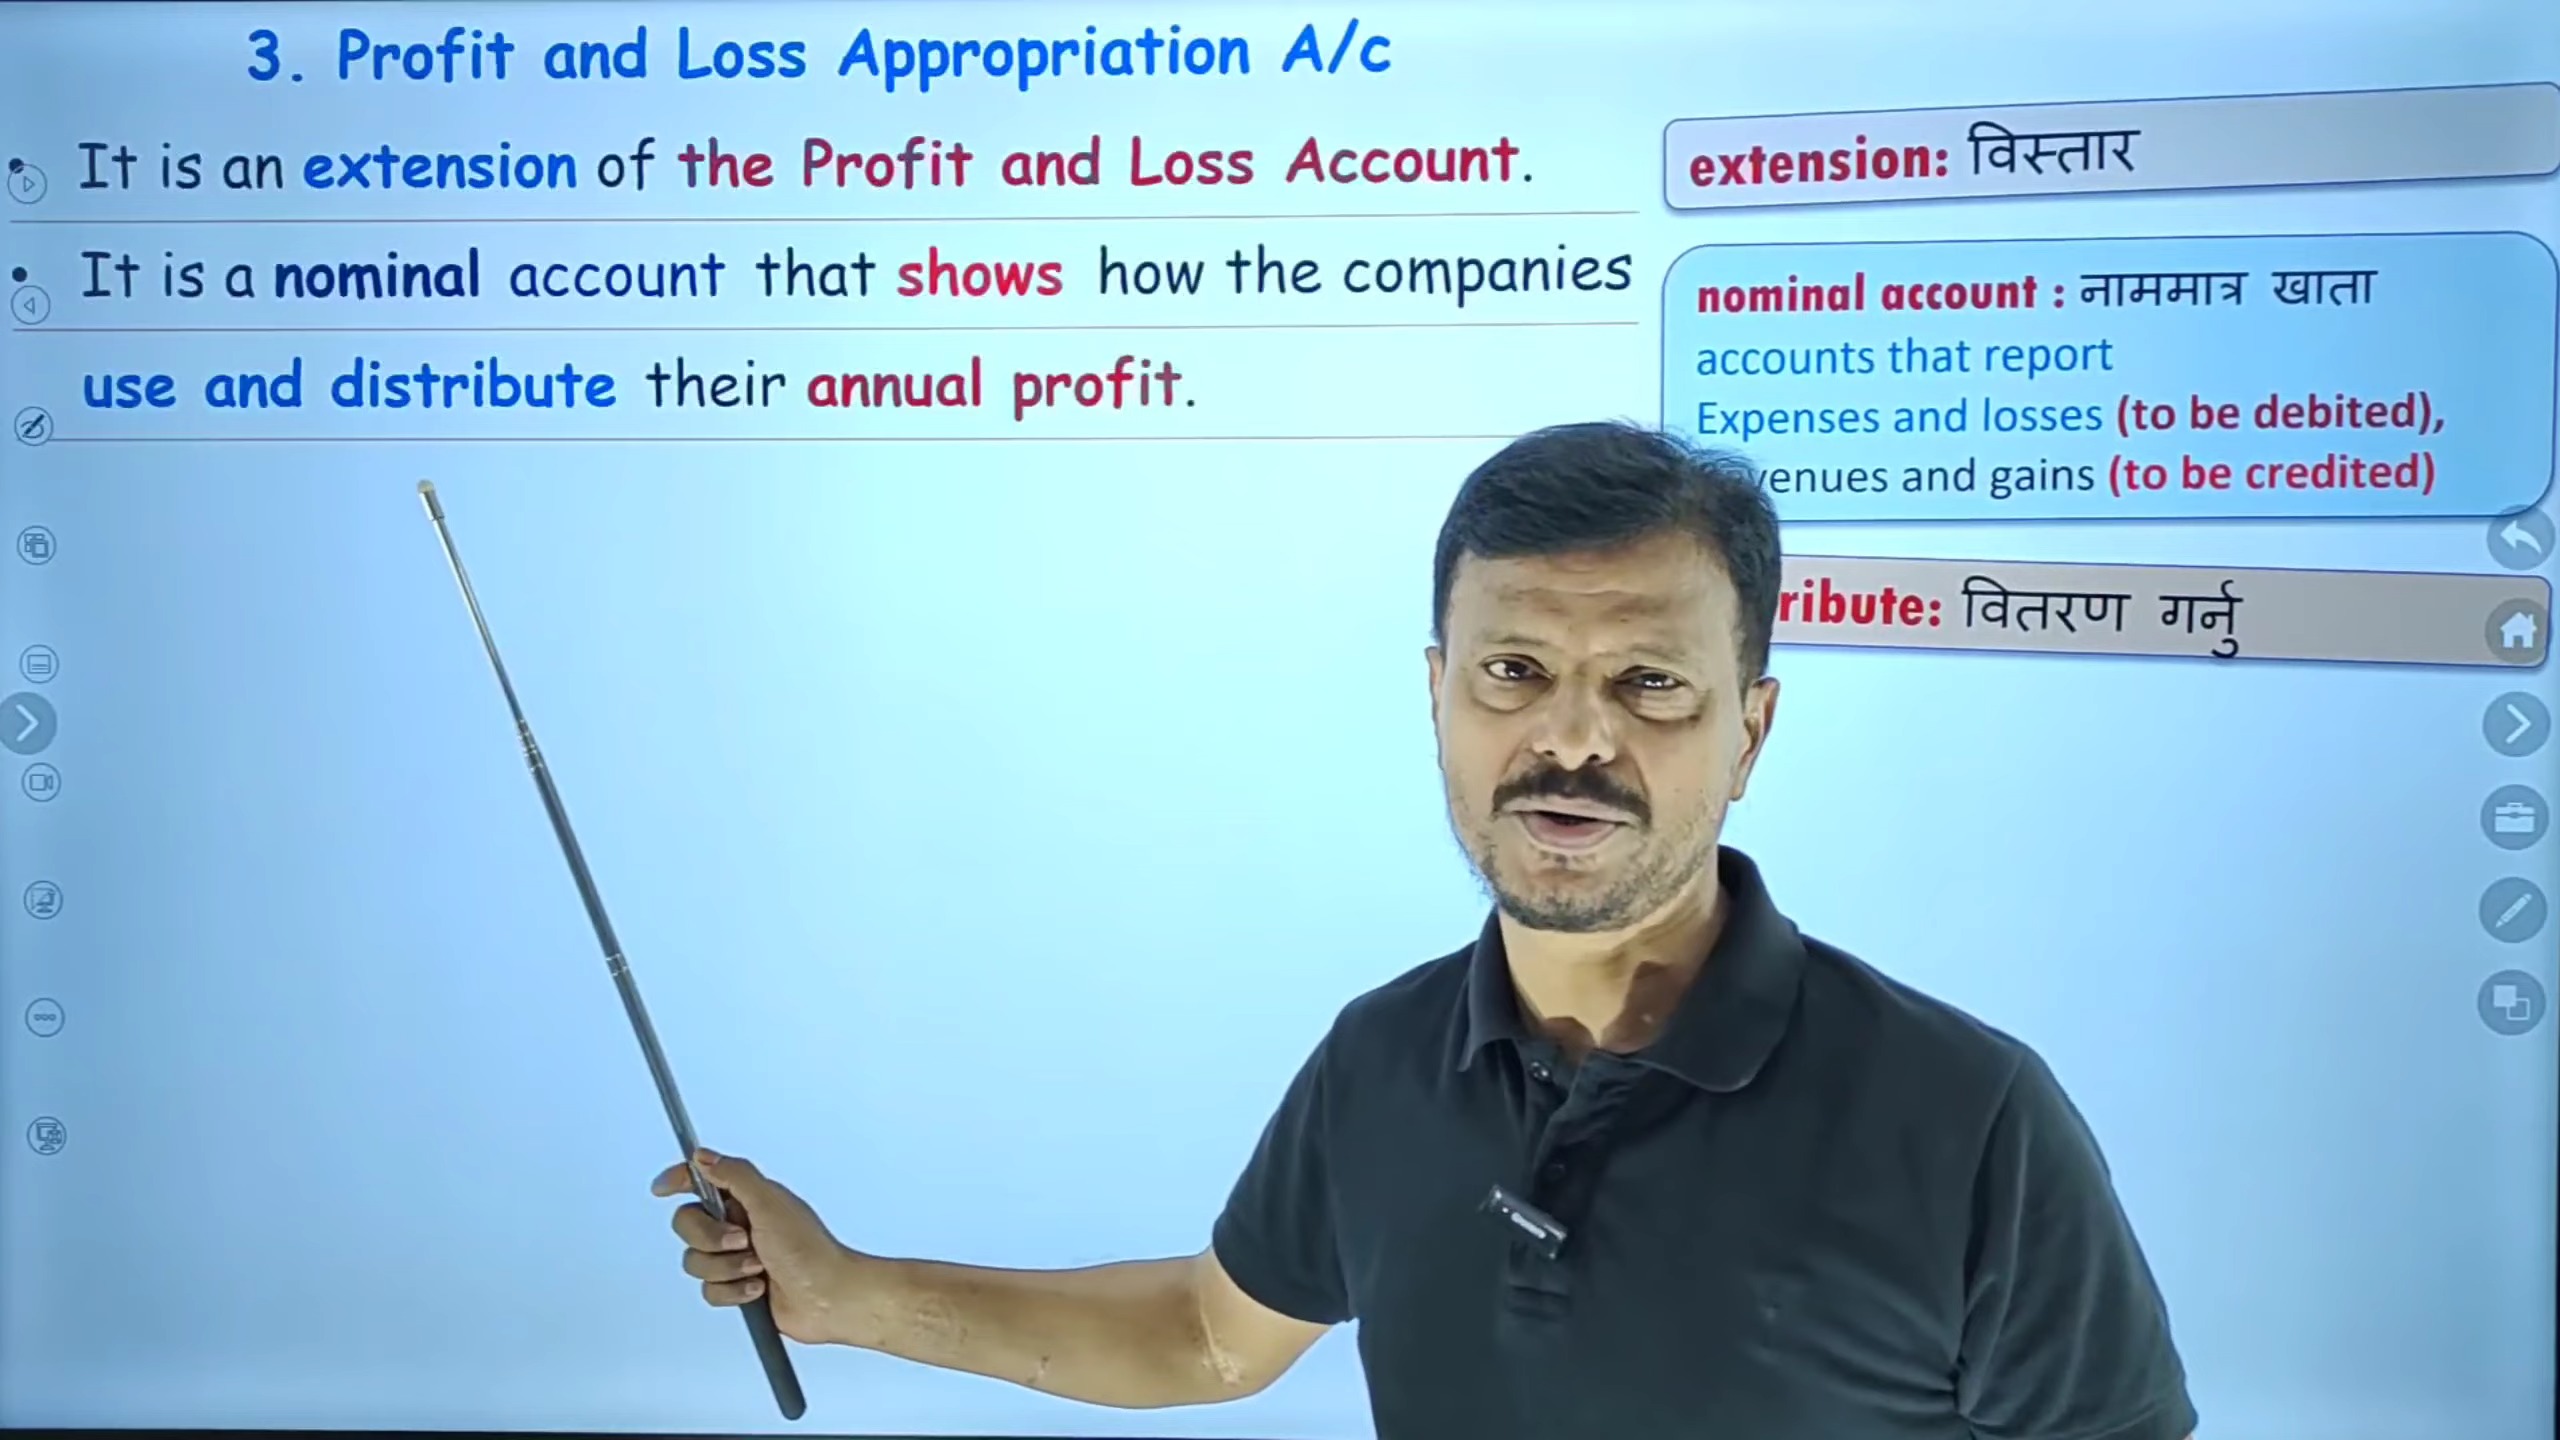 3. Profit and Loss Appropriation A/c
• It is an extension of the Profit and Loss Account.
• It is a nominal account that shows how the companies
use and distribute their annual profit.
extension: विस्तार
nominal account : नाममात्र खाता
accounts that report
Expenses and losses (to be debited),
venues and gains (to be credited)
ribute: वितरण गर्नु